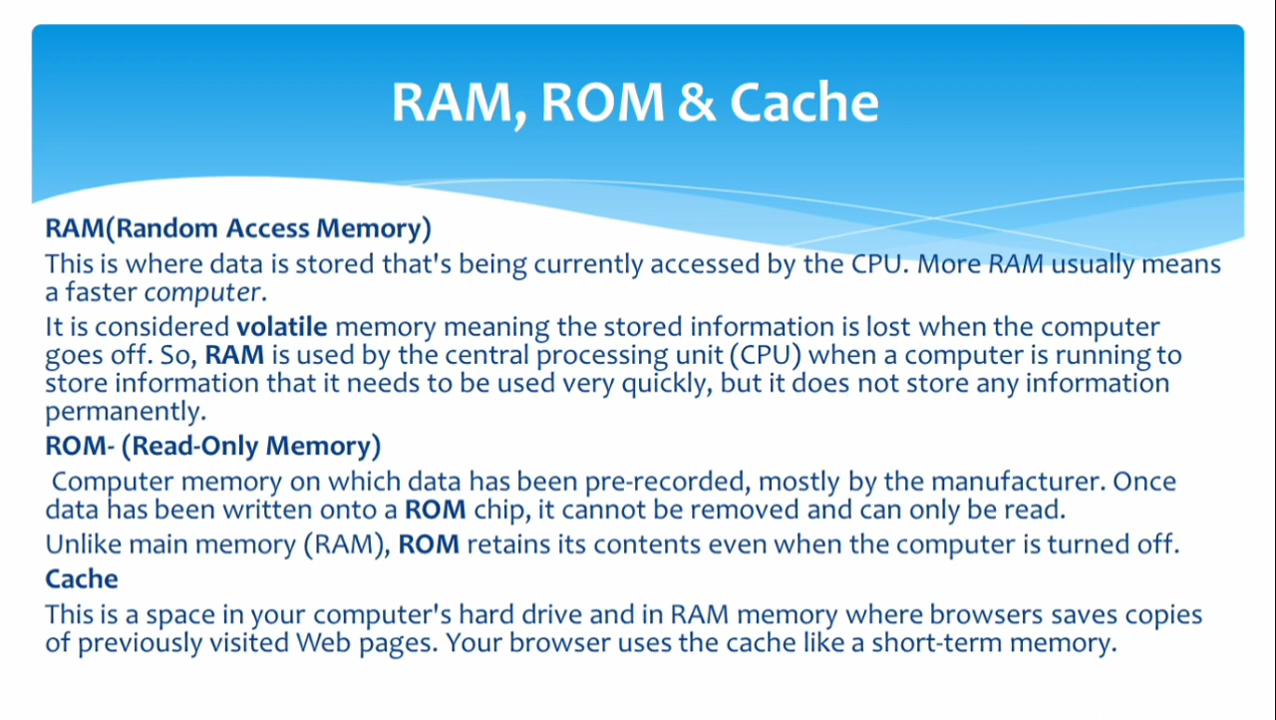 RAM, ROM & Cache
RAM(Random Access Memory)
This is where data is stored that's being currently accessed by the CPU. More RAM usually means
a faster computer.
It is considered volatile memory meaning the stored information is lost when the computer
goes off. So, RAM is used by the central processing unit (CPU) when a computer is running to
store information that it needs to be used very quickly, but it does not store any information
permanently.
ROM- (Read-Only Memory)
Computer memory on which data has been pre-recorded, mostly by the manufacturer. Once
data has been written onto a ROM chip, it cannot be removed and can only be read.
Unlike main memory (RAM), ROM retains its contents even when the computer is turned off.
Cache
This is a space in your computer's hard drive and in RAM memory where browsers saves copies
of previously visited Web pages. Your browser uses the cache like a short-term memory.